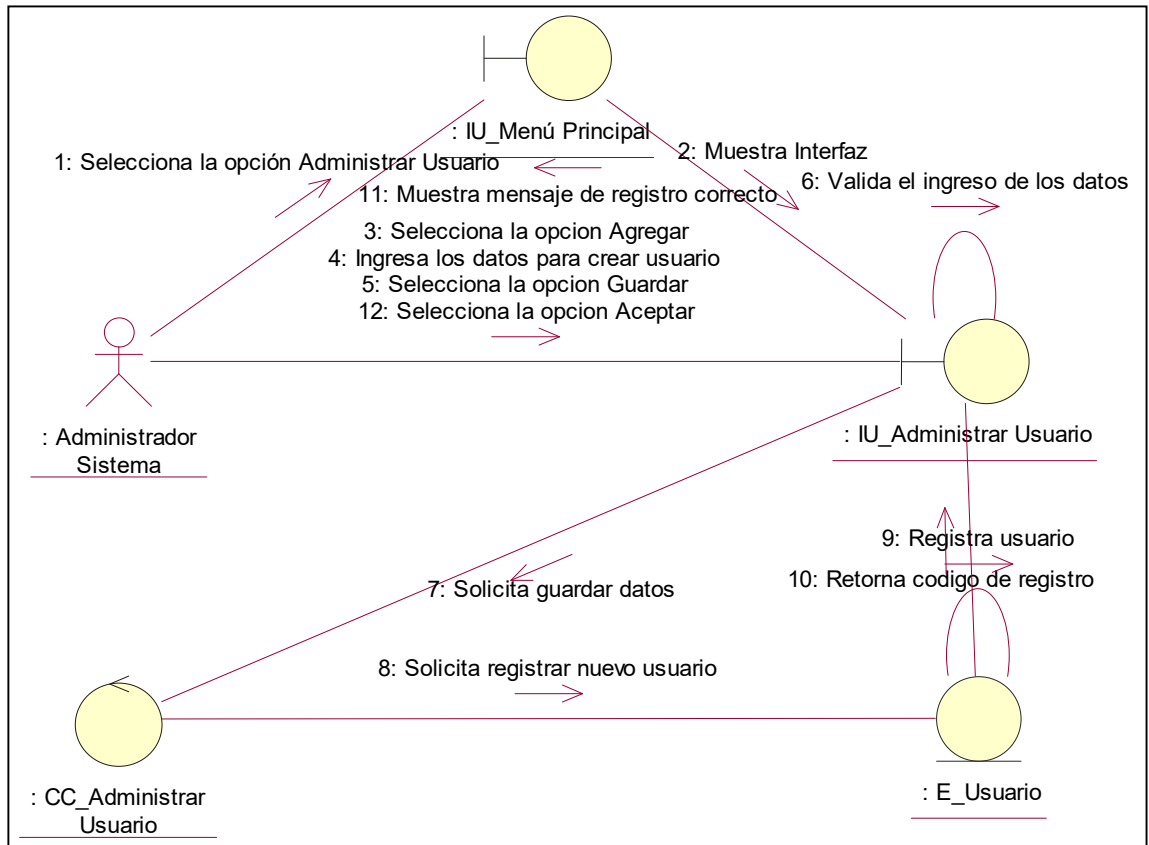 : IU_Menú Principal
1: Selecciona la opción Administrar Usuario
2: Muestra Interfaz
6: Valida el ingreso de los datos
11: Muestra mensaje de registro correcto
3: Selecciona la opcion Agregar
4: Ingresa los datos para crear usuario
5: Selecciona la opcion Guardar
12: Selecciona la opcion Aceptar
: Administrador
Sistema
: IU_Administrar Usuario
9: Registra usuario
10: Retorna codigo de registro
7: Solicita guardar datos
8: Solicita registrar nuevo usuario
: CC_Administrar
Usuario
: E_Usuario